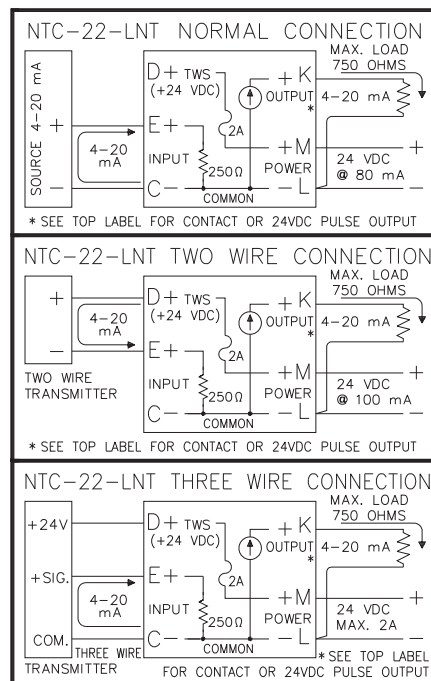 NTC-22-LNT NORMAL CONNECTION
MAX. LOAD
750 OHMS
SOURCE 4-20 mA
+
−
4-20
mA
D+ TWS
(+24 VDC)
E+
INPUT
250Ω
C−
COMMON
2A
+K
OUTPUT
*
4-20 mA
+M
POWER
−L
+
24 VDC
@ 80 mA
−
* SEE TOP LABEL FOR CONTACT OR 24VDC PULSE OUTPUT
NTC-22-LNT TWO WIRE CONNECTION
MAX. LOAD
750 OHMS
+
−
4-20
mA
TWO WIRE
TRANSMITTER
D+ TWS
(+24 VDC)
E+
INPUT
250Ω
C−
COMMON
2A
+K
OUTPUT
*
4-20 mA
+M
POWER
−L
+
24 VDC
@ 100 mA
−
* SEE TOP LABEL FOR CONTACT OR 24VDC PULSE OUTPUT
NTC-22-LNT THREE WIRE CONNECTION
MAX. LOAD
750 OHMS
+24V
+SIG.
4-20
mA
COM.
THREE WIRE
TRANSMITTER
D+ TWS
(+24 VDC)
E+
INPUT
250Ω
C−
COMMON
2A
+K
OUTPUT
*
4-20 mA
+M
POWER
−L
+
24 VDC
MAX. 2A
−
* SEE TOP LABEL
FOR CONTACT OR 24VDC PULSE OUTPUT